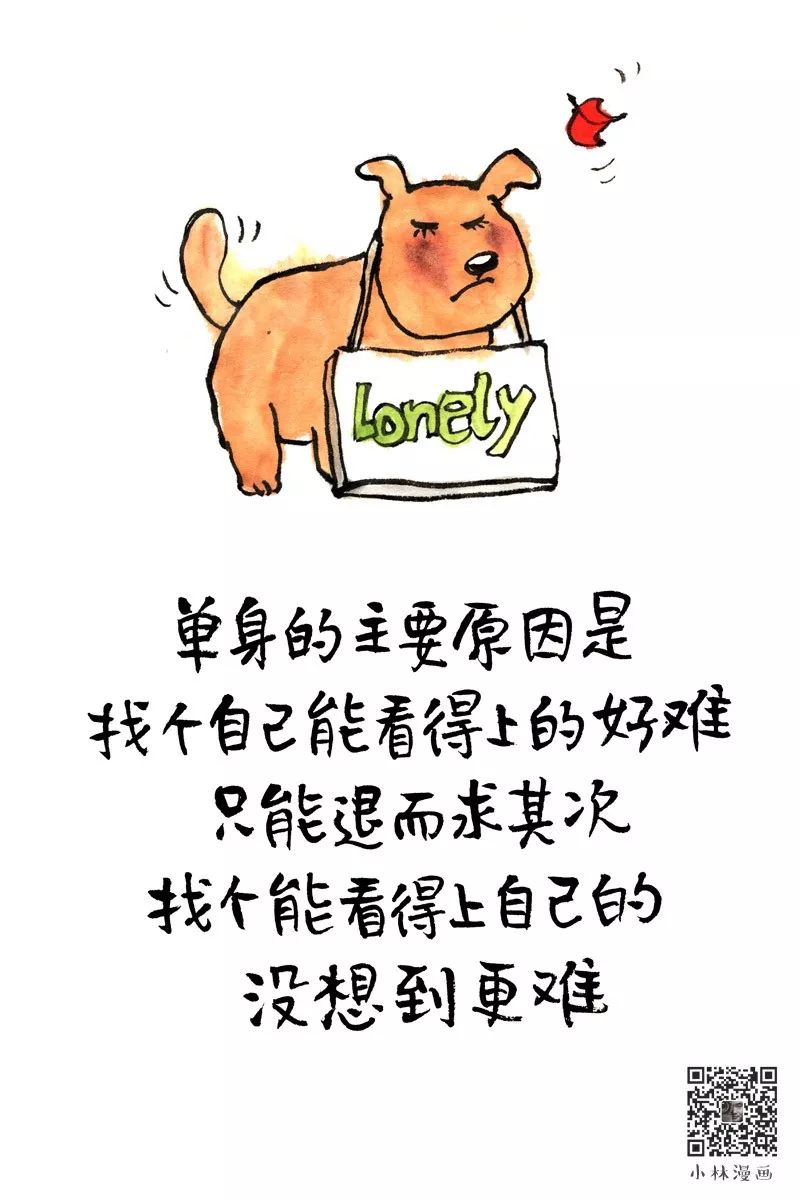 Lonely
单身的主要原因是
找个自己能看得上的好难
只能退而求其次
找个能看得上自己的
没想到更难
小林漫画